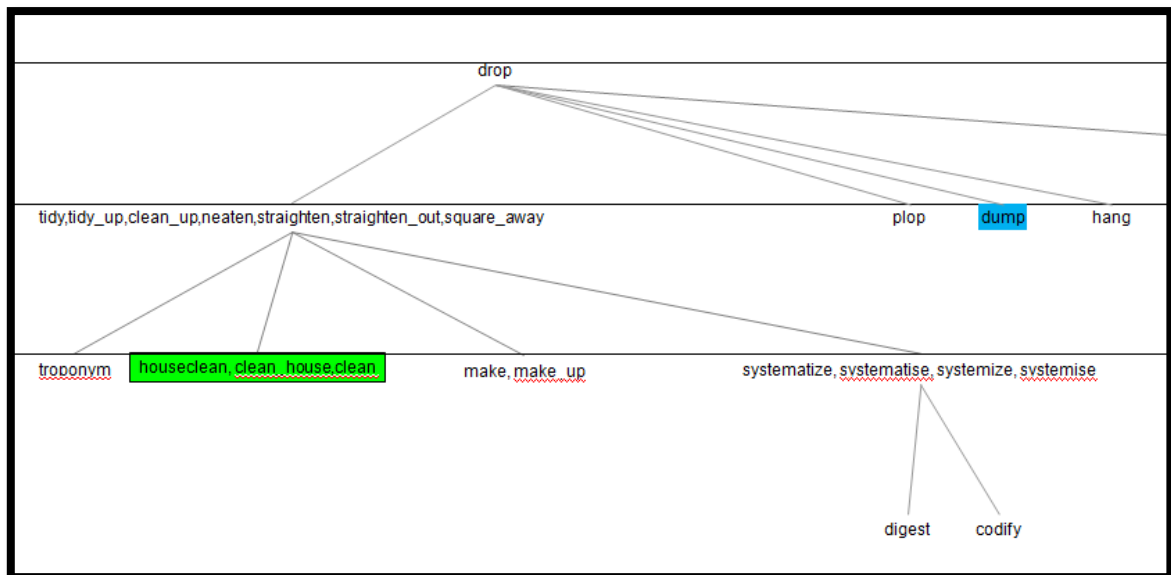 drop
tidy,tidy_up,clean_up,neaten,straighten,straighten_out,square_away plop dump hang
troponym houseclean, clean_house,clean make, make_up systematize, systematise, systemize, systemise
digest codify